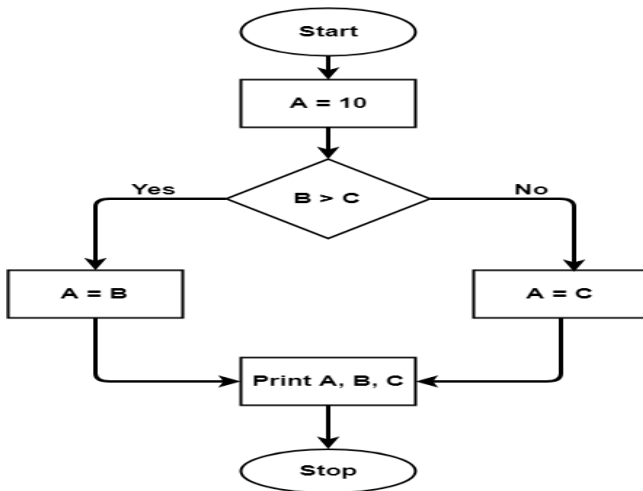 Start
A = 10
B > C
Yes
No
A = B
A = C
Print A, B, C
Stop